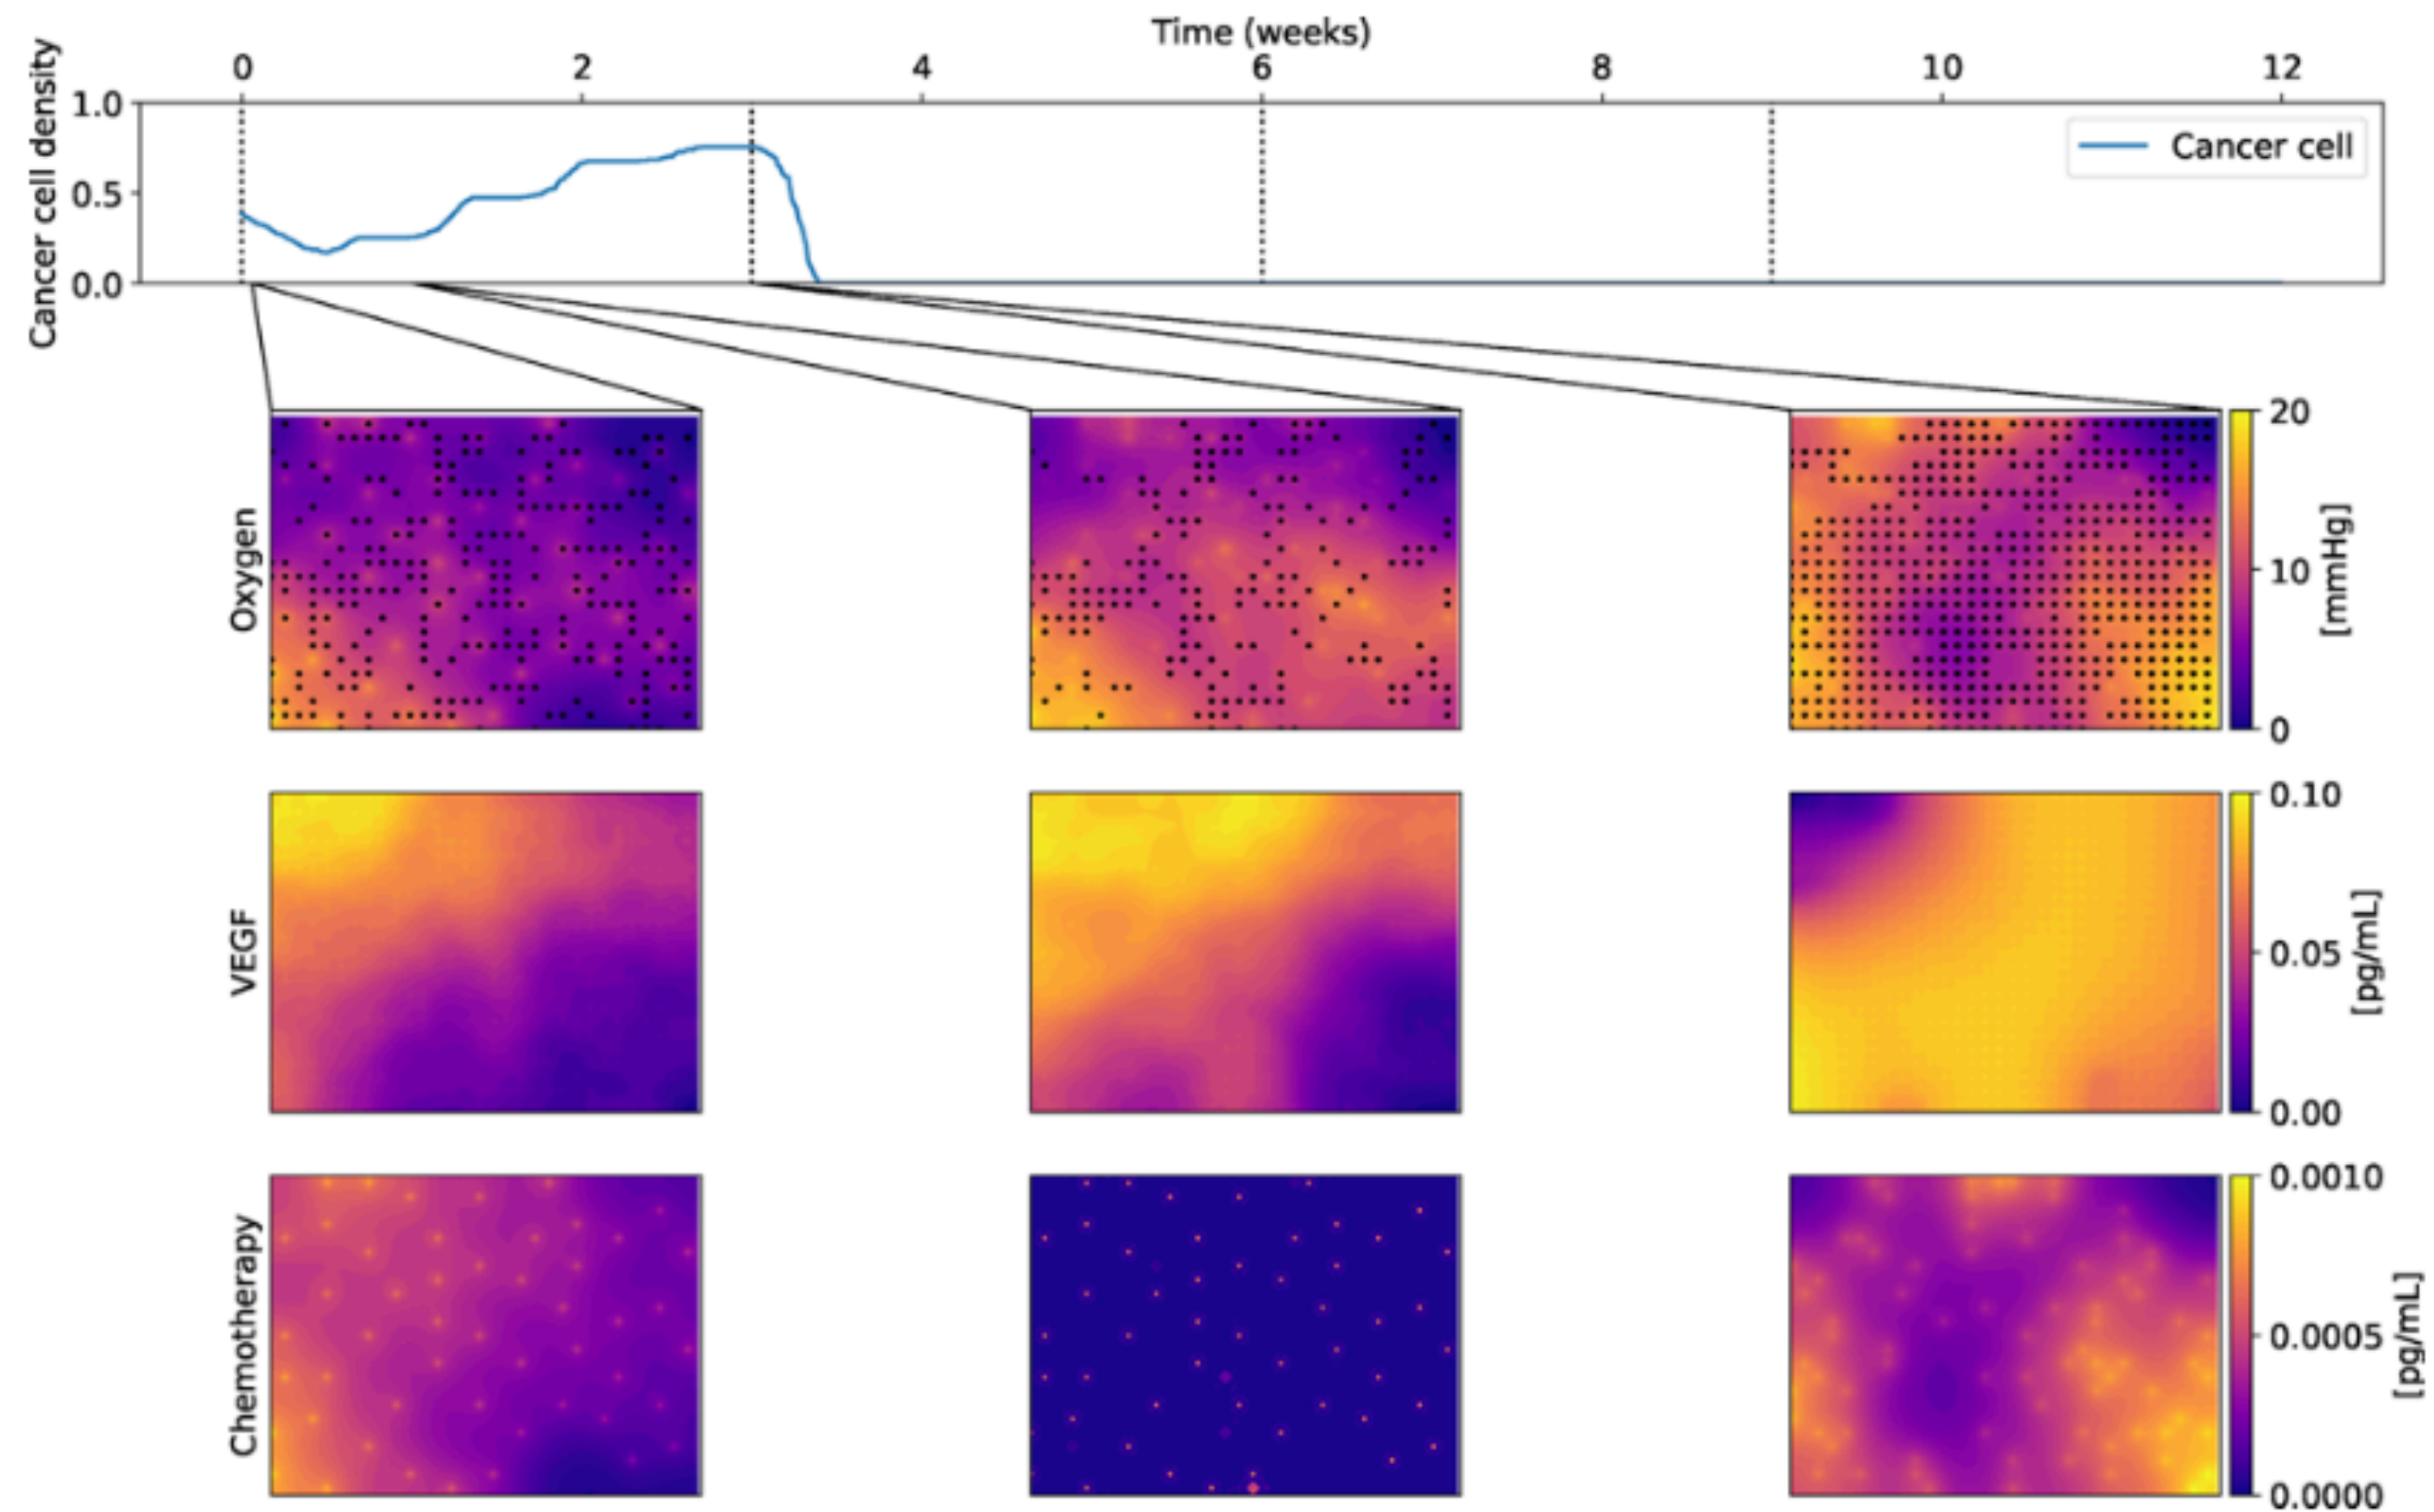 Time (weeks)
0 2 4 6 8 10 12
Cancer cell density
1.0
0.5
0.0
Cancer cell
Oxygen
20
10
0
[mmHg]
VEGF
0.10
0.05
0.00
[pg/mL]
Chemotherapy
0.0010
0.0005
0.0000
[pg/mL]